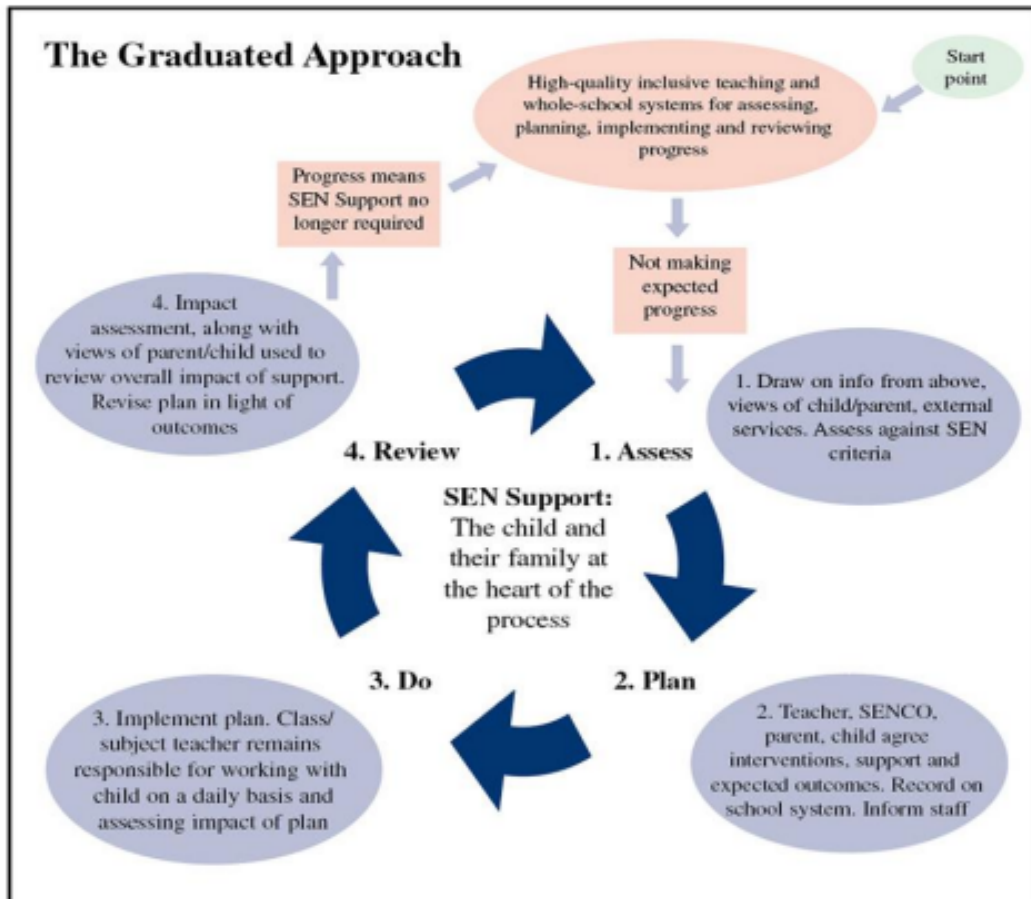 The Graduated Approach
Start
point
High-quality inclusive teaching and
whole-school systems for assessing,
planning, implementing and reviewing
progress
Progress means
SEN Support no
longer required
Not making
expected
progress
4. Impact
assessment, along with
views of parent/child used to
review overall impact of support.
Revise plan in light of
outcomes
1. Draw on info from above,
views of child/parent, external
services. Assess against SEN
criteria
4. Review
1. Assess
SEN Support:
The child and
their family at
the heart of the
process
3. Do
2. Plan
3. Implement plan. Class/
subject teacher remains
responsible for working with
child on a daily basis and
assessing impact of plan
2. Teacher, SENCO,
parent, child agree
interventions, support and
expected outcomes. Record on
school system. Inform staff